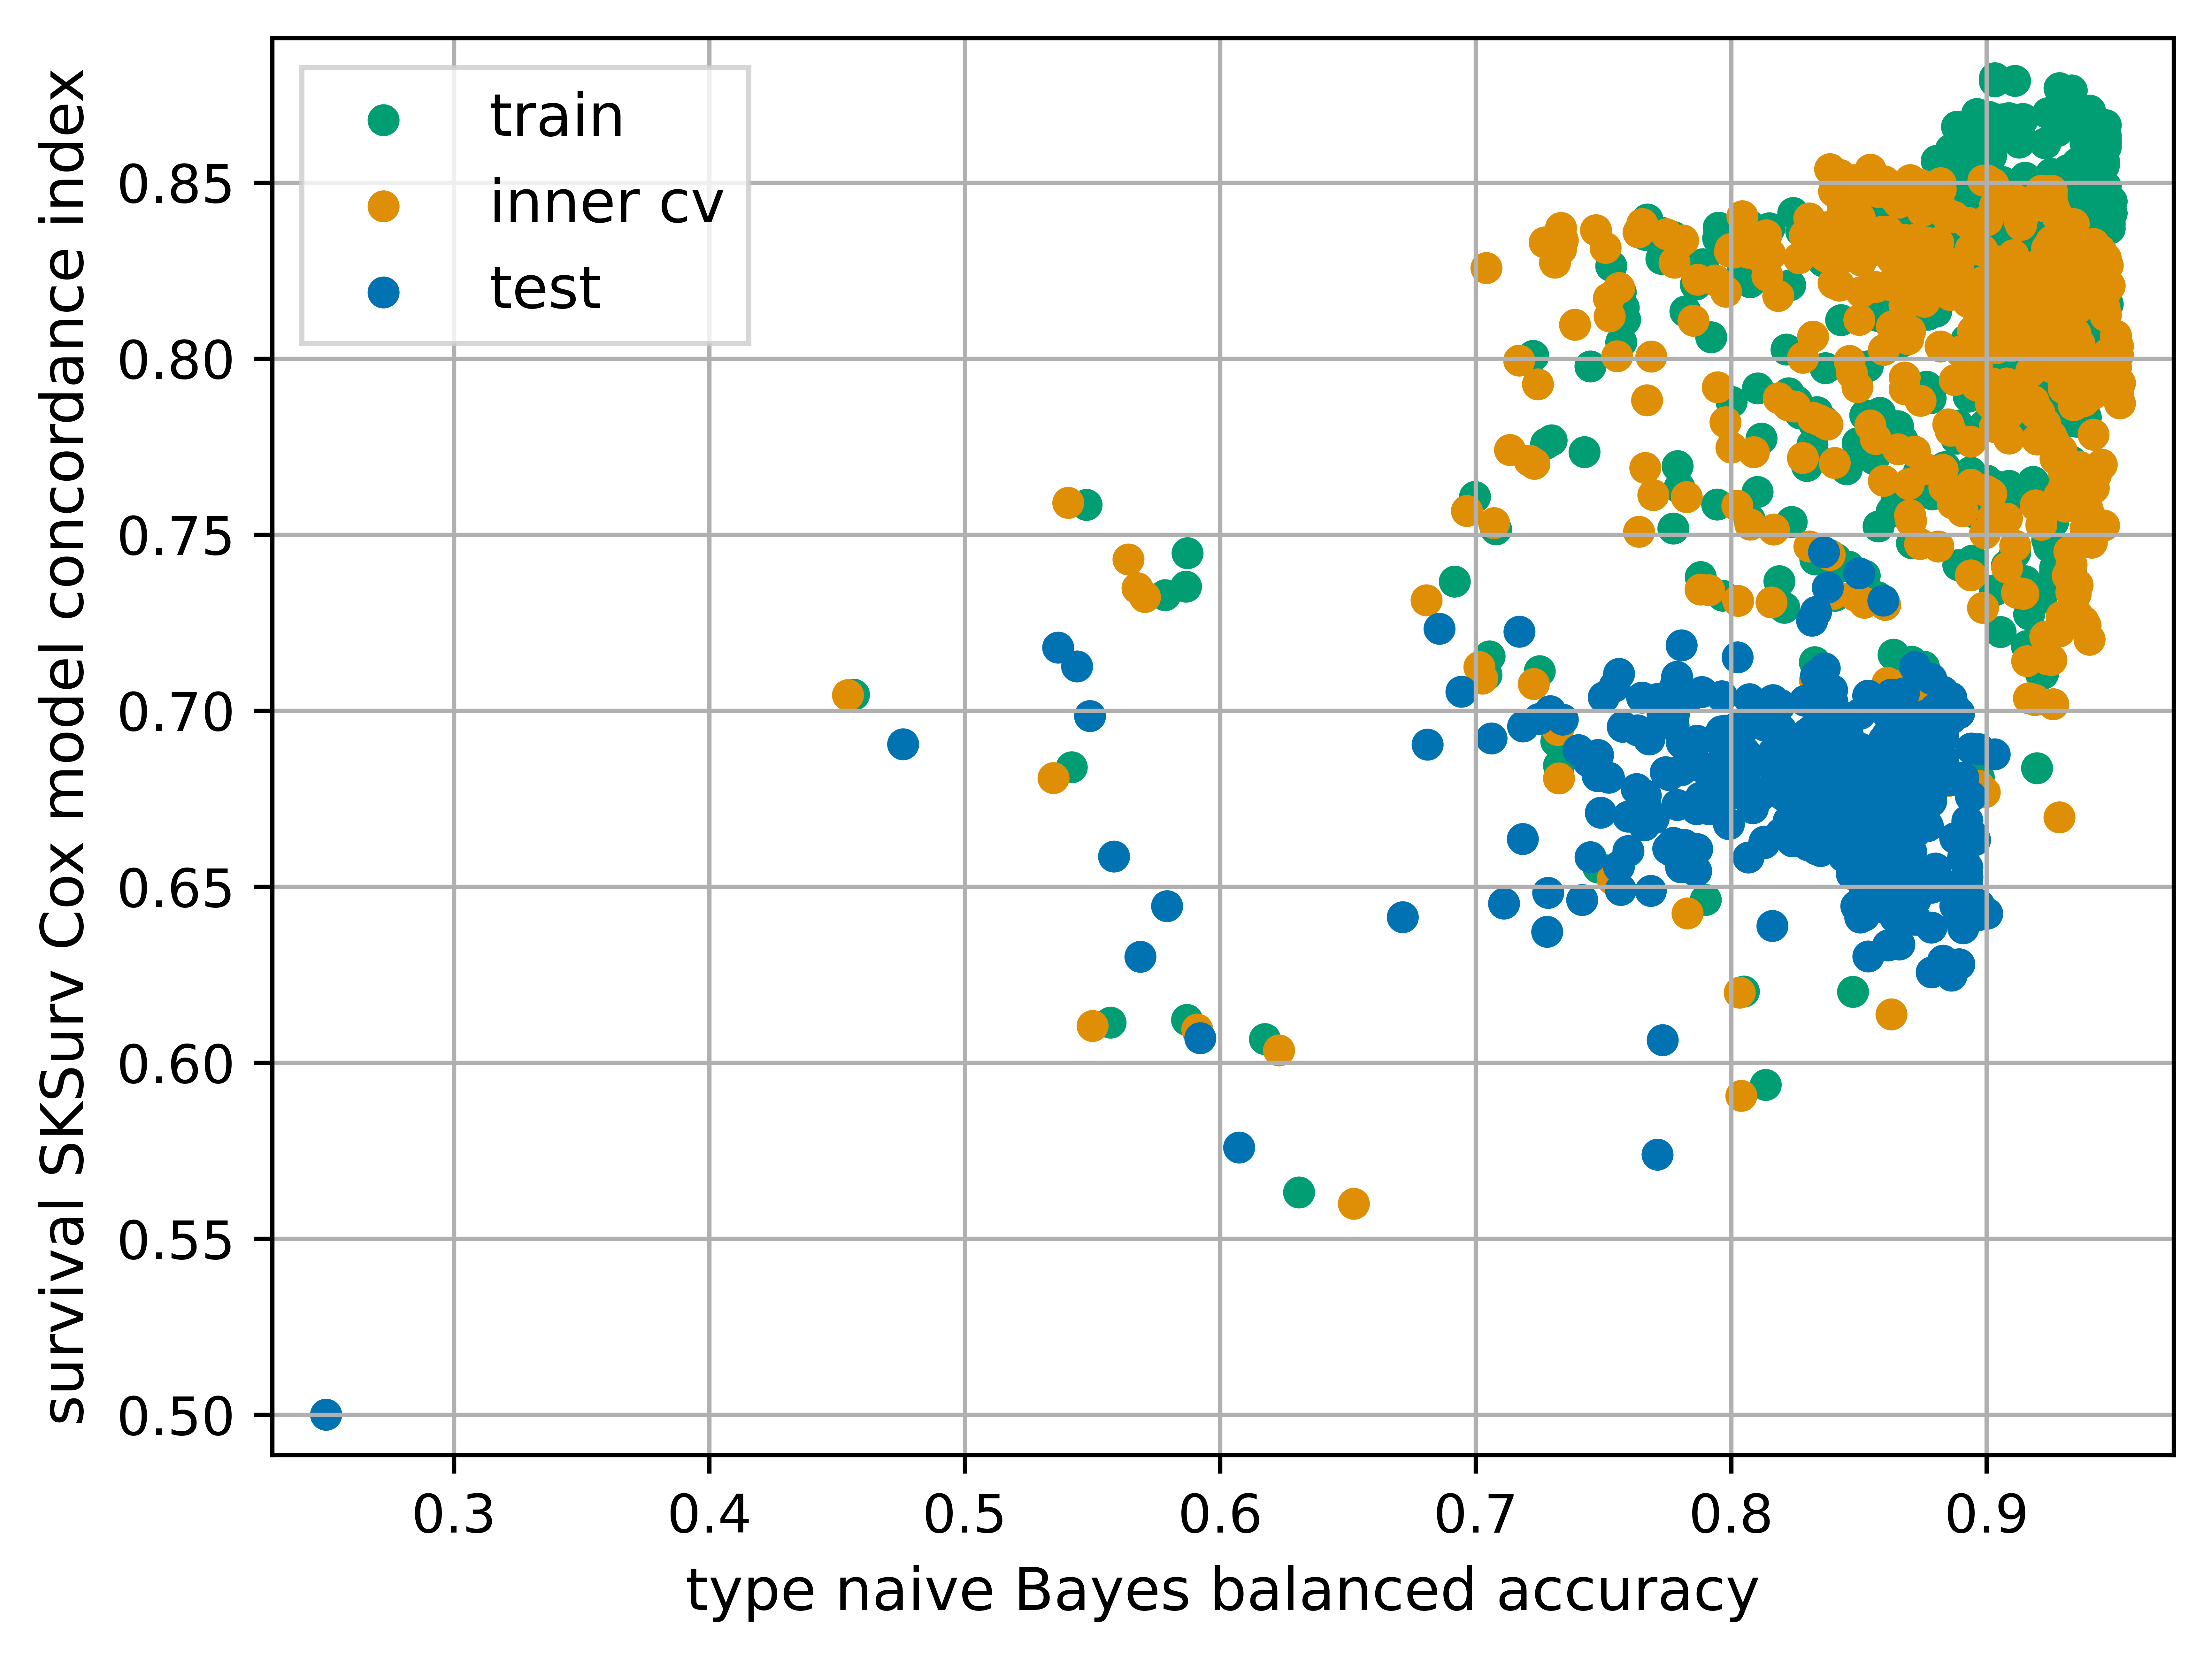 train
inner cv
test
survival SKSurv Cox model concordance index
0.85
0.80
0.75
0.70
0.65
0.60
0.55
0.50
0.3 0.4 0.5 0.6 0.7 0.8 0.9
type naive Bayes balanced accuracy